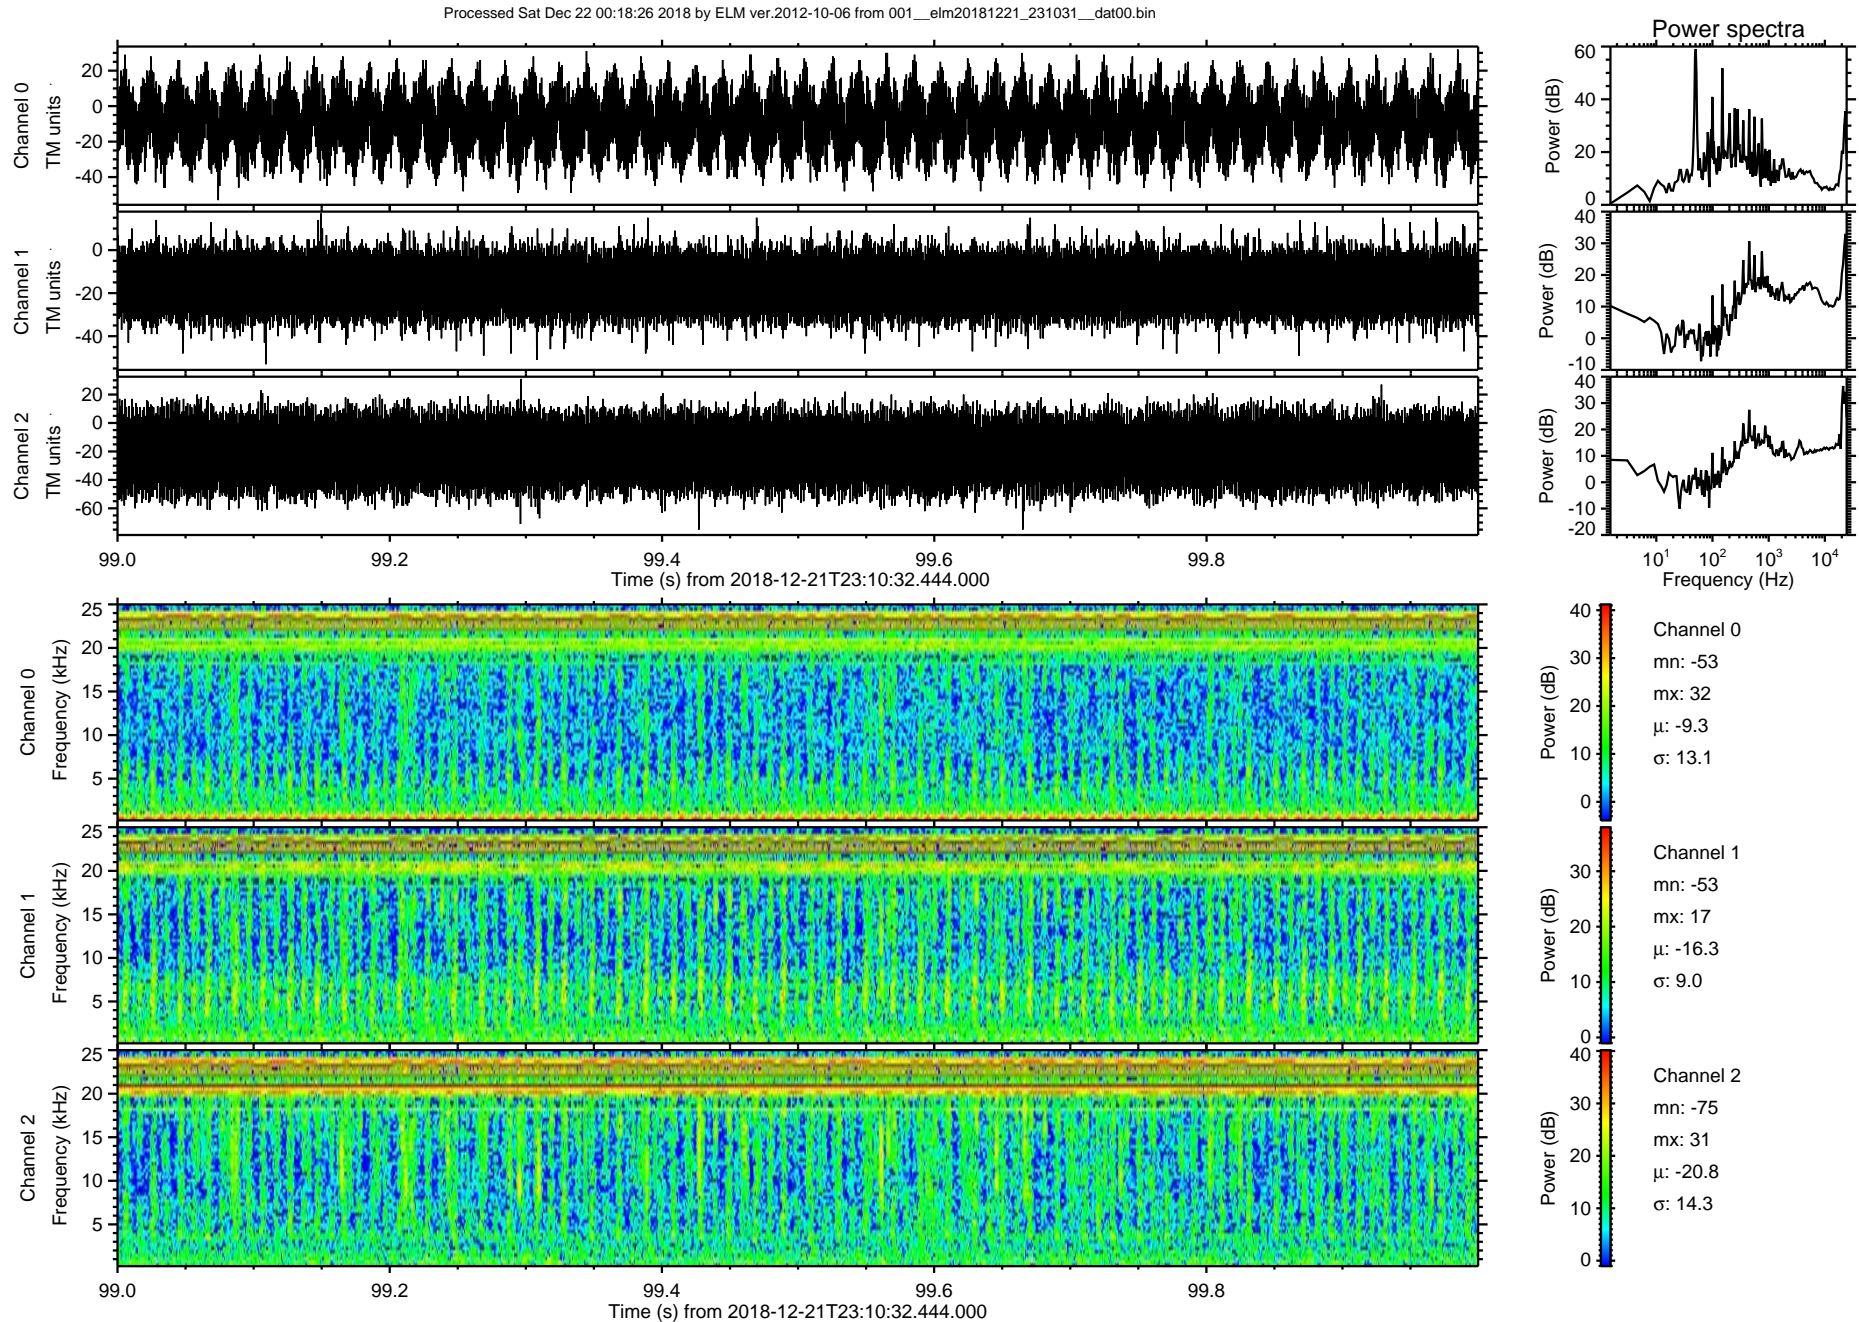 Processed Sat Dec 22 00:18:26 2018 by ELM ver.2012-10-06 from 001__elm20181221_231031__dat00.bin
Power spectra
Channel 0
TM units
20
0
-20
-40
Power (dB)
60
40
20
0
Channel 1
TM units
0
-20
-40
Power (dB)
40
30
20
10
0
-10
Channel 2
TM units
20
0
-20
-40
-60
Power (dB)
40
30
20
10
0
-10
-20
99.0 99.2 99.4 99.6 99.8
Time (s) from 2018-12-21T23:10:32.444.000
10¹ 10² 10³ 10⁴
Frequency (Hz)
Channel 0
Frequency (kHz)
25
20
15
10
5
Power (dB)
40
30
20
10
0
Channel 0
mn: -53
mx: 32
µ: -9.3
σ: 13.1
Channel 1
Frequency (kHz)
25
20
15
10
5
Power (dB)
30
20
10
0
Channel 1
mn: -53
mx: 17
µ: -16.3
σ: 9.0
Channel 2
Frequency (kHz)
25
20
15
10
5
Power (dB)
40
30
20
10
0
Channel 2
mn: -75
mx: 31
µ: -20.8
σ: 14.3
99.0 99.2 99.4 99.6 99.8
Time (s) from 2018-12-21T23:10:32.444.000